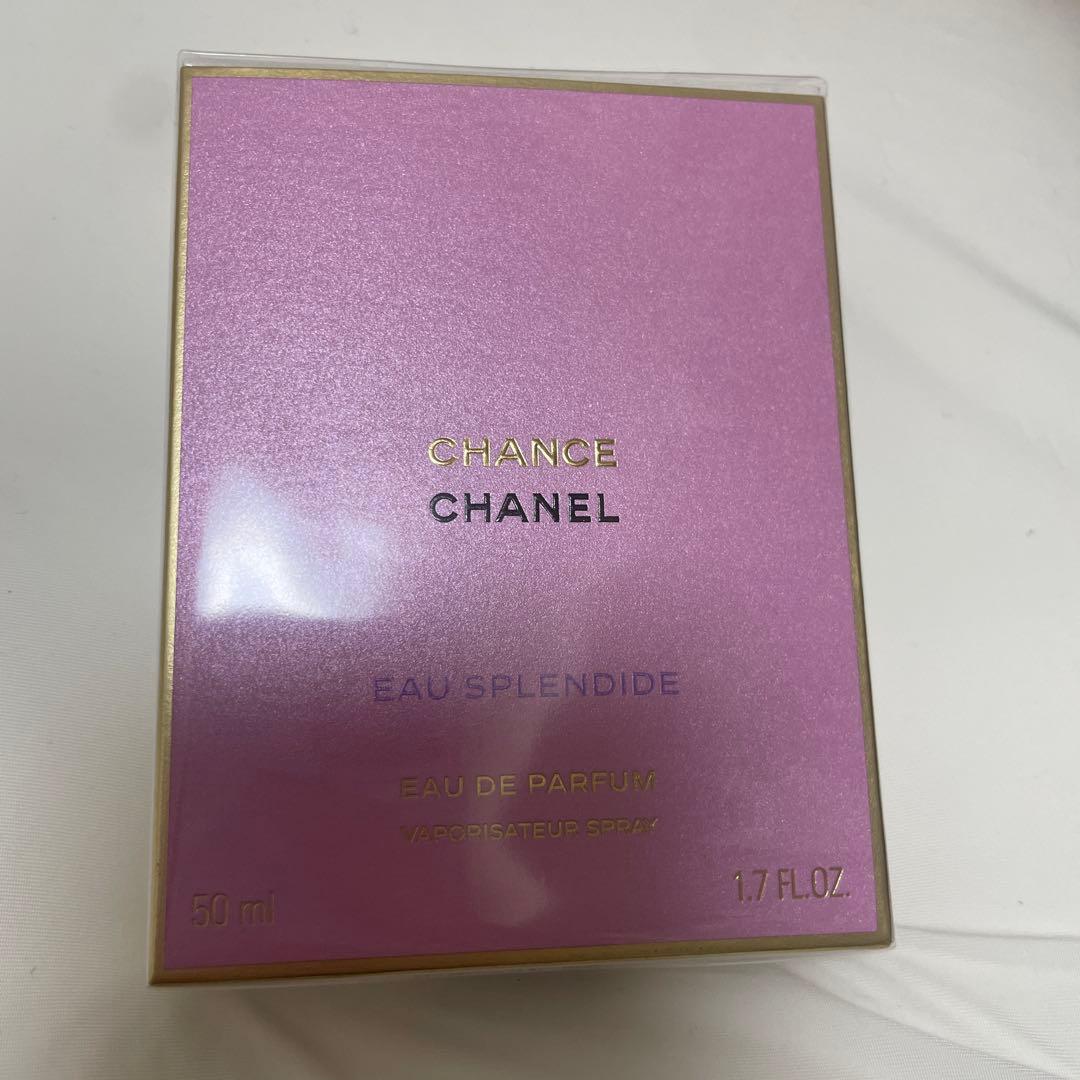 CHANCE
CHANEL
EAU SPLENDIDE
EAU DE PARFUM
VAPORISATEUR SPRAY
50 ml
1.7 FL.OZ.